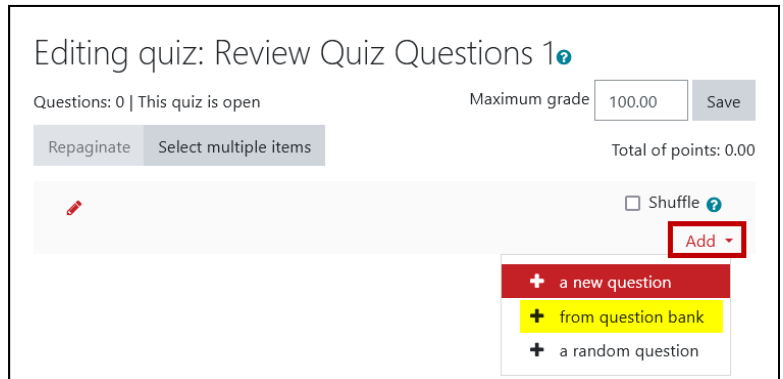 Editing quiz: Review Quiz Questions 1
Questions: 0 | This quiz is open
Maximum grade 100.00 Save
Repaginate Select multiple items
Total of points: 0.00
Shuffle
Add
+ a new question
+ from question bank
+ a random question